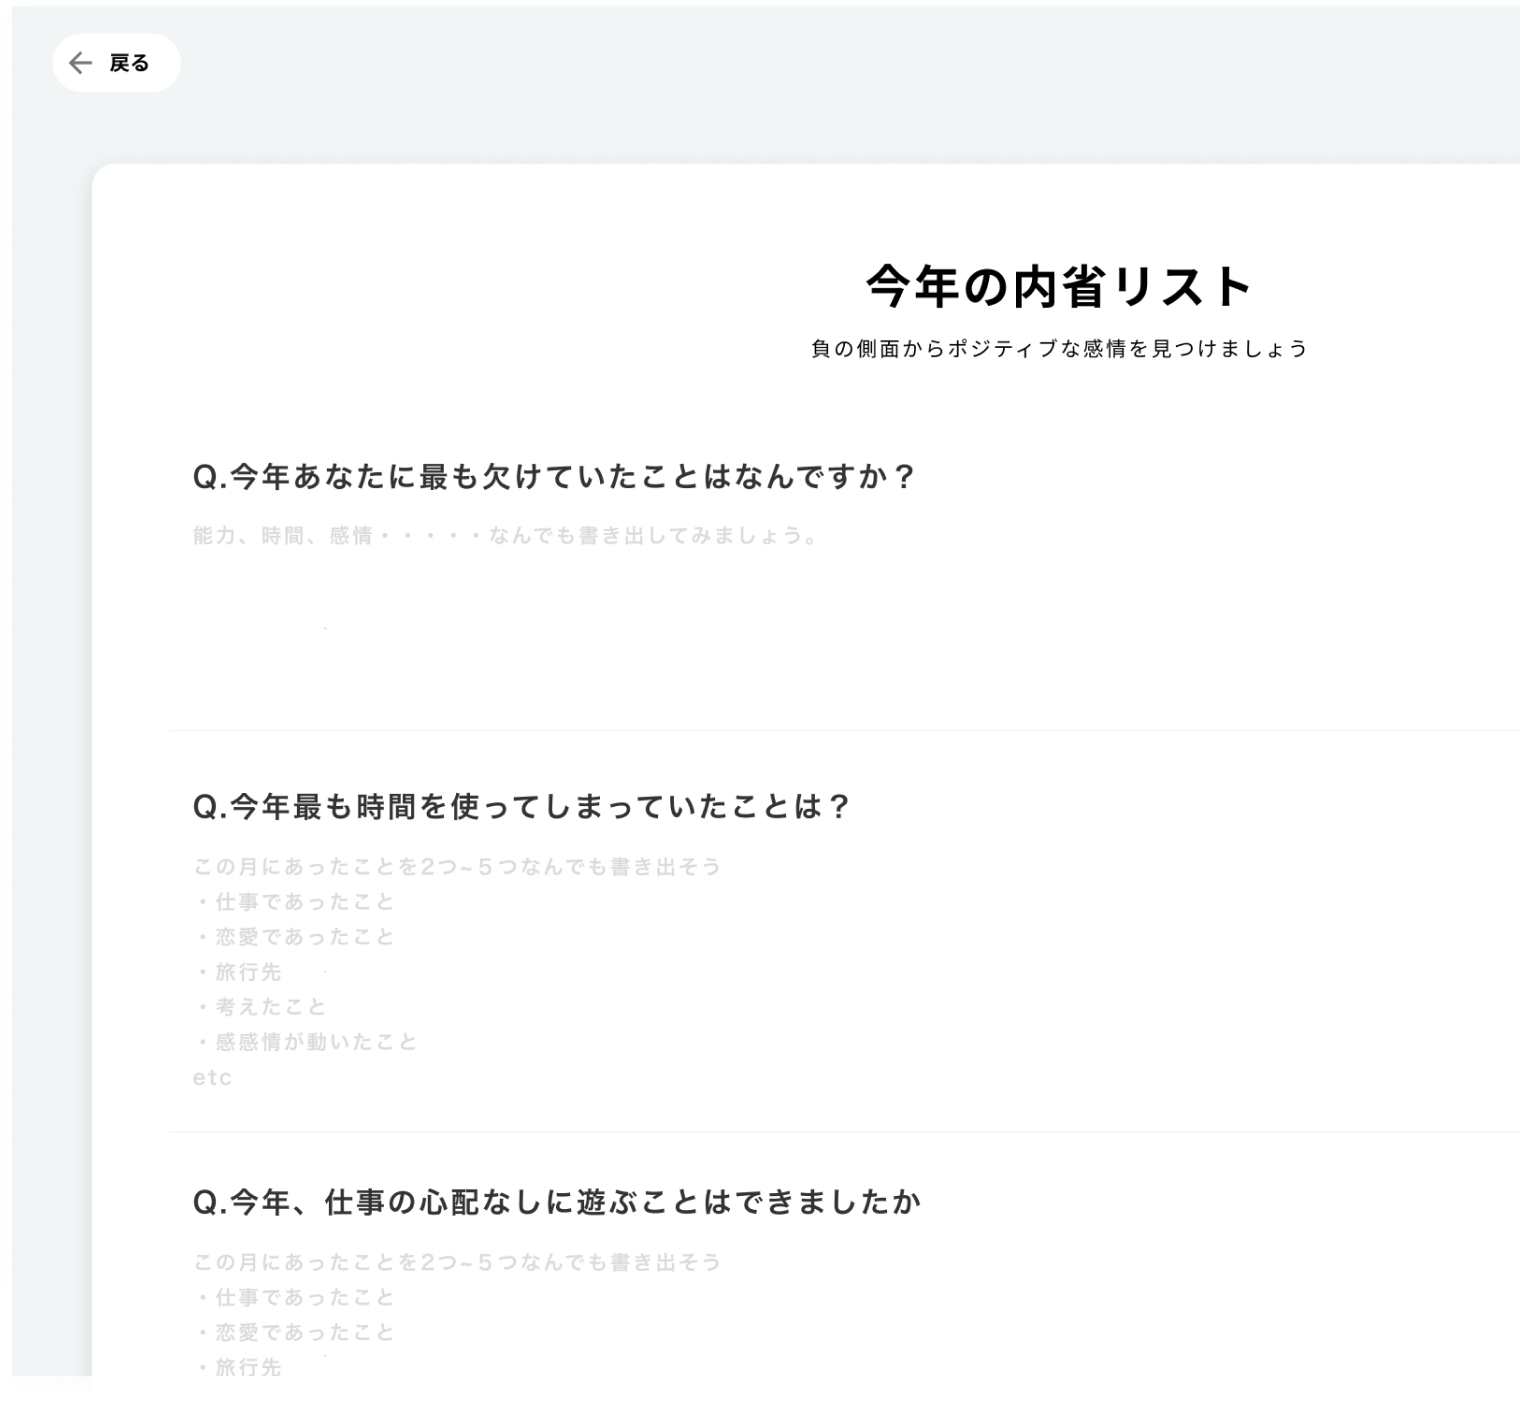 戻る
今年の内省リスト
負の側面からポジティブな感情を見つけましょう
Q.今年あなたに最も欠けていたことはなんですか？
能力、時間、感情・・・・・なんでも書き出してみましょう。
Q.今年最も時間を使ってしまっていたことは？
この月にあったことを2つ~５つなんでも書き出そう
・仕事であったこと
・恋愛であったこと
・旅行先
・考えたこと
・感感情が動いたこと
etc
Q.今年、仕事の心配なしに遊ぶことはできましたか
この月にあったことを2つ~５つなんでも書き出そう
・仕事であったこと
・恋愛であったこと
・旅行先